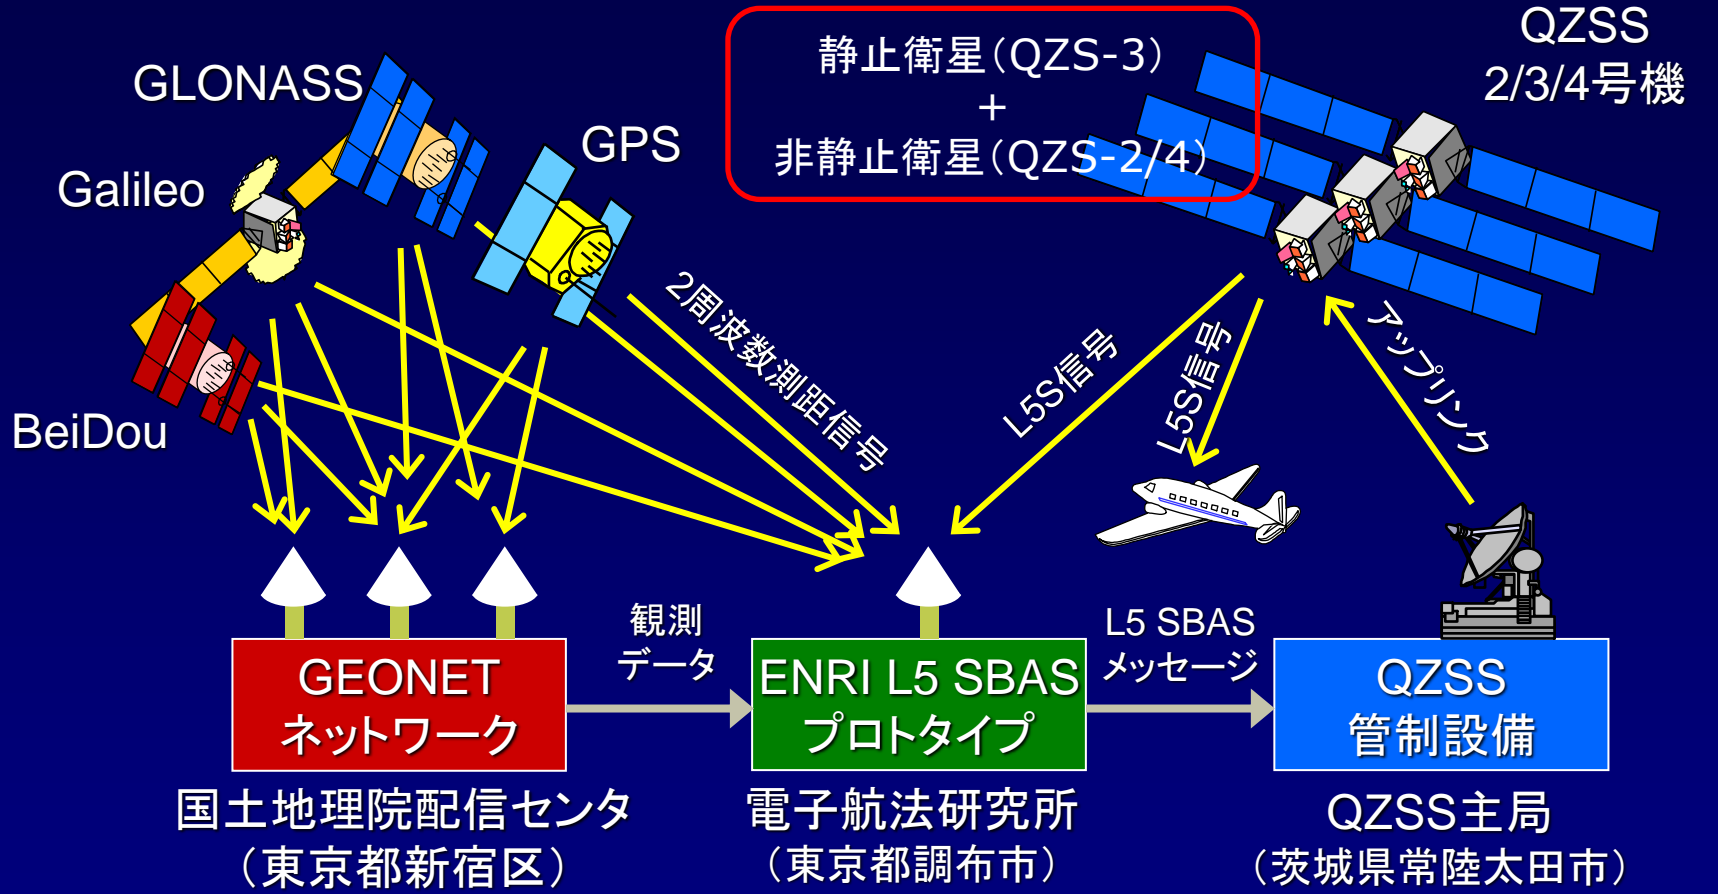 静止衛星（QZS-3）
+
非静止衛星（QZS-2/4）
QZSS
2/3/4号機
GLONASS
GPS
Galileo
BeiDou
2周波数測距信号
L5S信号
L5S信号
アップリンク
観測
データ
L5 SBAS
メッセージ
GEONET
ネットワーク
ENRI L5 SBAS
プロトタイプ
QZSS
管制設備
国土地理院配信センタ
（東京都新宿区）
電子航法研究所
（東京都調布市）
QZSS主局
（茨城県常陸太田市）